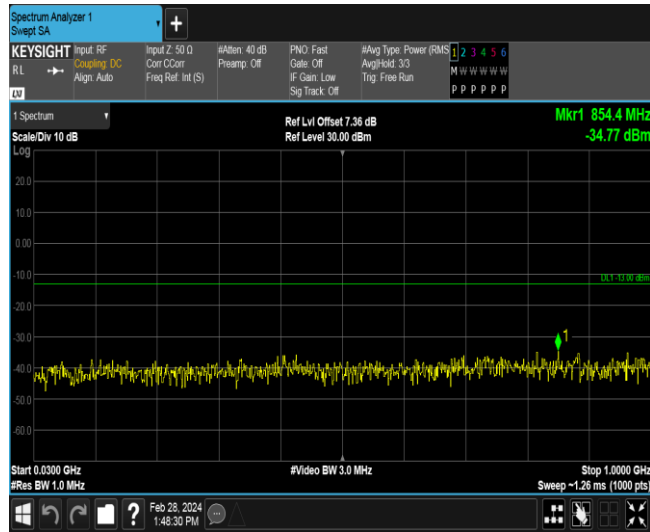 Spectrum Analyzer 1
Swept SA
+
KEYSIGHT Input: RF
RL Coupling: DC
Align: Auto
LXI
Input Z: 50 Ω
Corr CCorr
Freq Ref: Int (S)
#Atten: 40 dB
Preamp: Off
PNO: Fast
Gate: Off
IF Gain: Low
Sig Track: Off
#Avg Type: Power (RMS
Avg|Hold: 3/3
Trig: Free Run
1 2 3 4 5 6
M W W W W W
P P P P P P
1 Spectrum
Scale/Div 10 dB
Ref Lvl Offset 7.36 dB
Ref Level 30.00 dBm
Mkr1 854.4 MHz
-34.77 dBm
Log
20.0
10.0
0.00
-10.0
DL1 -13.00 dBm
-20.0
-30.0
1
-40.0
-50.0
-60.0
Start 0.0300 GHz
#Res BW 1.0 MHz
#Video BW 3.0 MHz
Stop 1.0000 GHz
Sweep ~1.26 ms (1000 pts)
?
Feb 28, 2024
1:48:30 PM